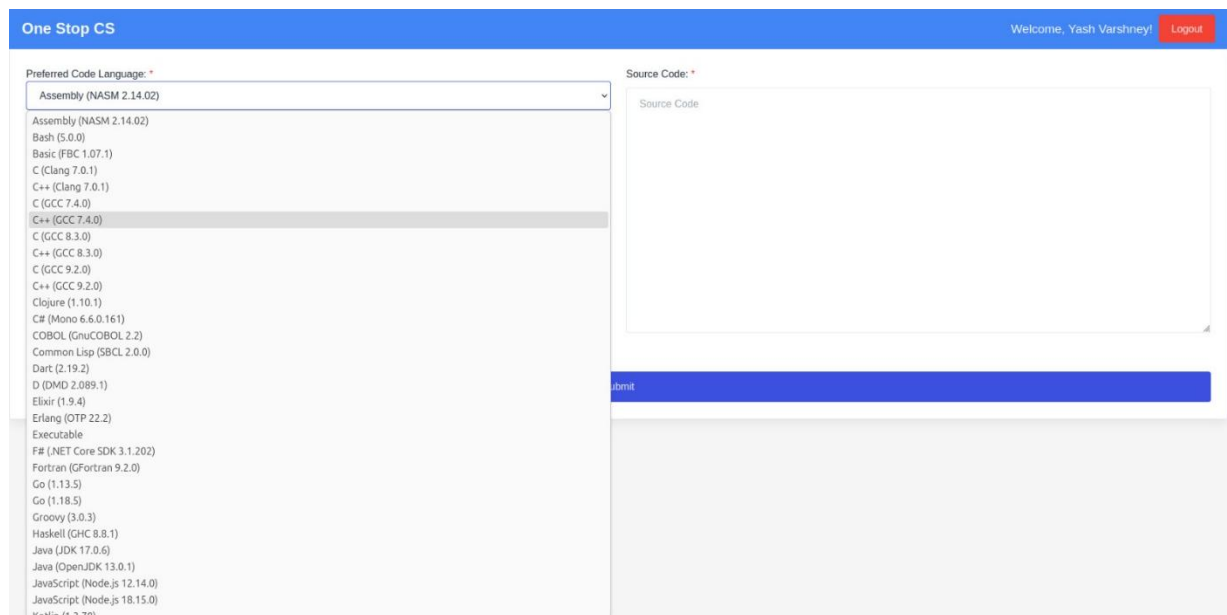 One Stop CS
Welcome, Yash Varshney!
Logout
Preferred Code Language: *
Assembly (NASM 2.14.02)
Assembly (NASM 2.14.02)
Bash (5.0.0)
Basic (FBC 1.07.1)
C (Clang 7.0.1)
C++ (Clang 7.0.1)
C (GCC 7.4.0)
C++ (GCC 7.4.0)
C (GCC 8.3.0)
C++ (GCC 8.3.0)
C (GCC 9.2.0)
C++ (GCC 9.2.0)
Clojure (1.10.1)
C# (Mono 6.6.0.161)
COBOL (GnuCOBOL 2.2)
Common Lisp (SBCL 2.0.0)
Dart (2.19.2)
D (DMD 2.089.1)
Elixir (1.9.4)
Erlang (OTP 22.2)
Executable
F# (.NET Core SDK 3.1.202)
Fortran (GFortran 9.2.0)
Go (1.13.5)
Go (1.18.5)
Groovy (3.0.3)
Haskell (GHC 8.8.1)
Java (JDK 17.0.6)
Java (OpenJDK 13.0.1)
JavaScript (Node.js 12.14.0)
JavaScript (Node.js 18.15.0)
Source Code: *
Source Code
ubmit